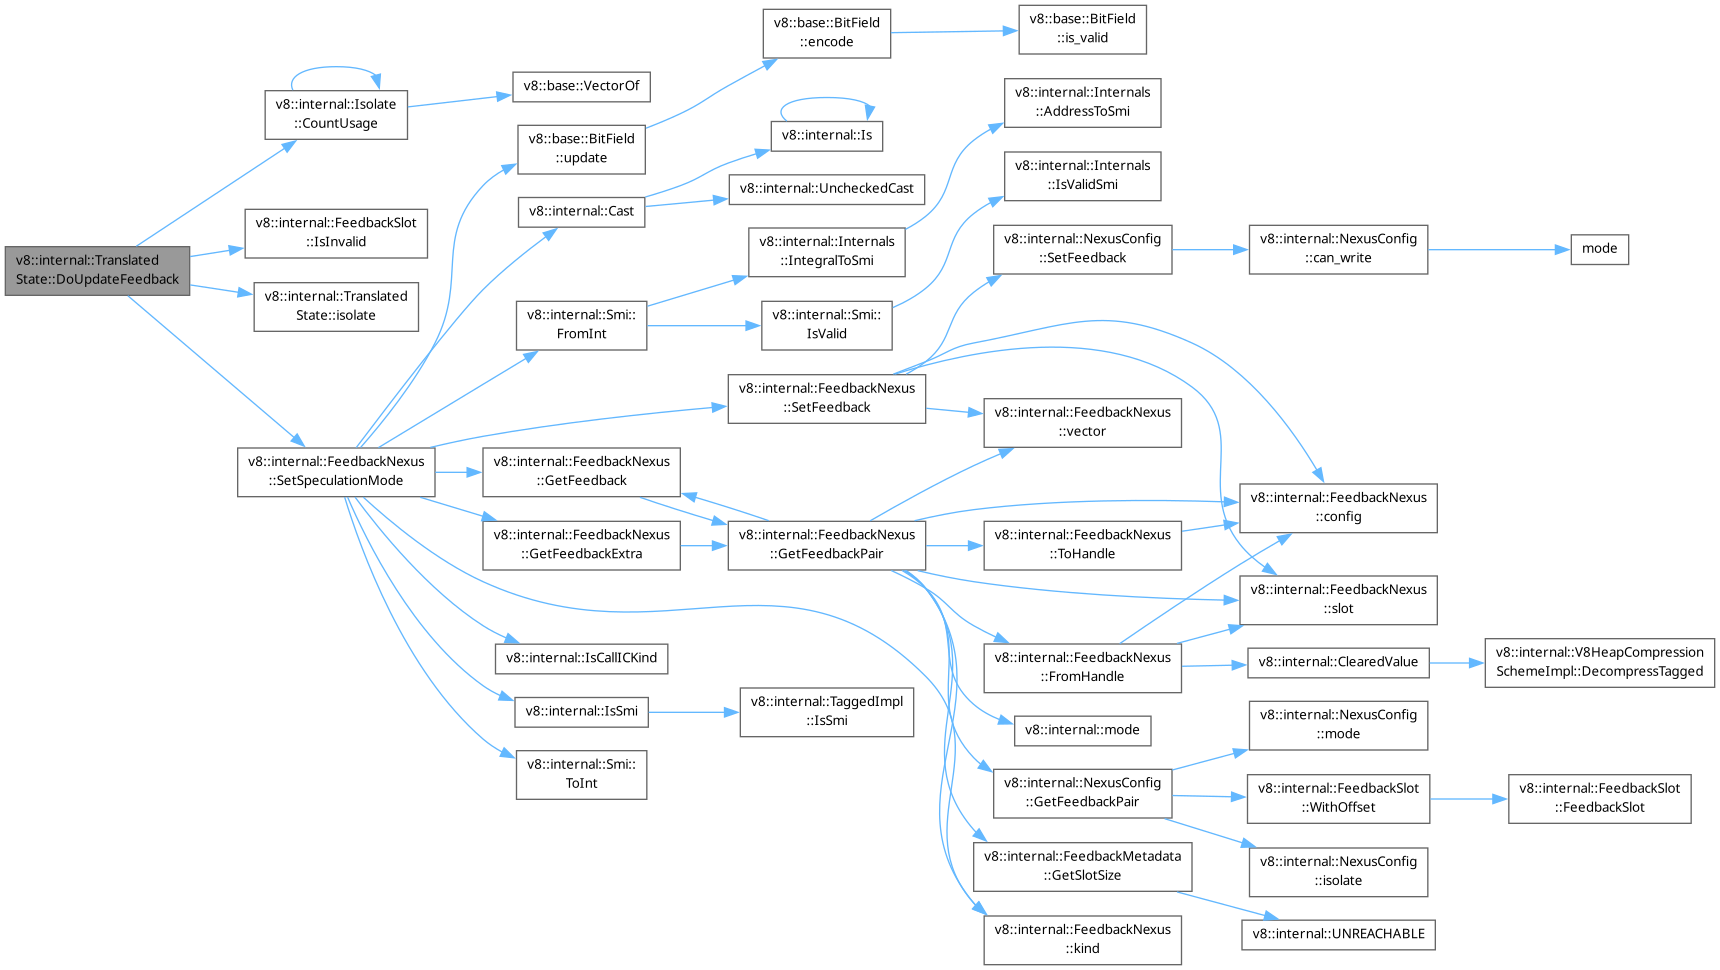 v8::internal::Translated
State::DoUpdateFeedback
v8::internal::Isolate
::CountUsage
v8::internal::FeedbackSlot
::IsInvalid
v8::internal::Translated
State::isolate
v8::internal::FeedbackNexus
::SetSpeculationMode
v8::base::VectorOf
v8::base::BitField
::update
v8::internal::Cast
v8::internal::Smi::
FromInt
v8::internal::FeedbackNexus
::GetFeedback
v8::internal::FeedbackNexus
::GetFeedbackExtra
v8::internal::IsCallICKind
v8::internal::IsSmi
v8::internal::Smi::
ToInt
v8::base::BitField
::encode
v8::internal::Is
v8::internal::UncheckedCast
v8::internal::Internals
::IntegralToSmi
v8::internal::Smi::
IsValid
v8::internal::FeedbackNexus
::SetFeedback
v8::internal::FeedbackNexus
::GetFeedbackPair
v8::internal::TaggedImpl
::IsSmi
v8::base::BitField
::is_valid
v8::internal::Internals
::AddressToSmi
v8::internal::Internals
::IsValidSmi
v8::internal::NexusConfig
::SetFeedback
v8::internal::FeedbackNexus
::vector
v8::internal::FeedbackNexus
::ToHandle
v8::internal::FeedbackNexus
::FromHandle
v8::internal::mode
v8::internal::NexusConfig
::GetFeedbackPair
v8::internal::FeedbackMetadata
::GetSlotSize
v8::internal::FeedbackNexus
::kind
v8::internal::NexusConfig
::can_write
v8::internal::FeedbackNexus
::config
v8::internal::FeedbackNexus
::slot
v8::internal::ClearedValue
v8::internal::NexusConfig
::mode
v8::internal::FeedbackSlot
::WithOffset
v8::internal::NexusConfig
::isolate
v8::internal::UNREACHABLE
mode
v8::internal::V8HeapCompression
SchemeImpl::DecompressTagged
v8::internal::FeedbackSlot
::FeedbackSlot